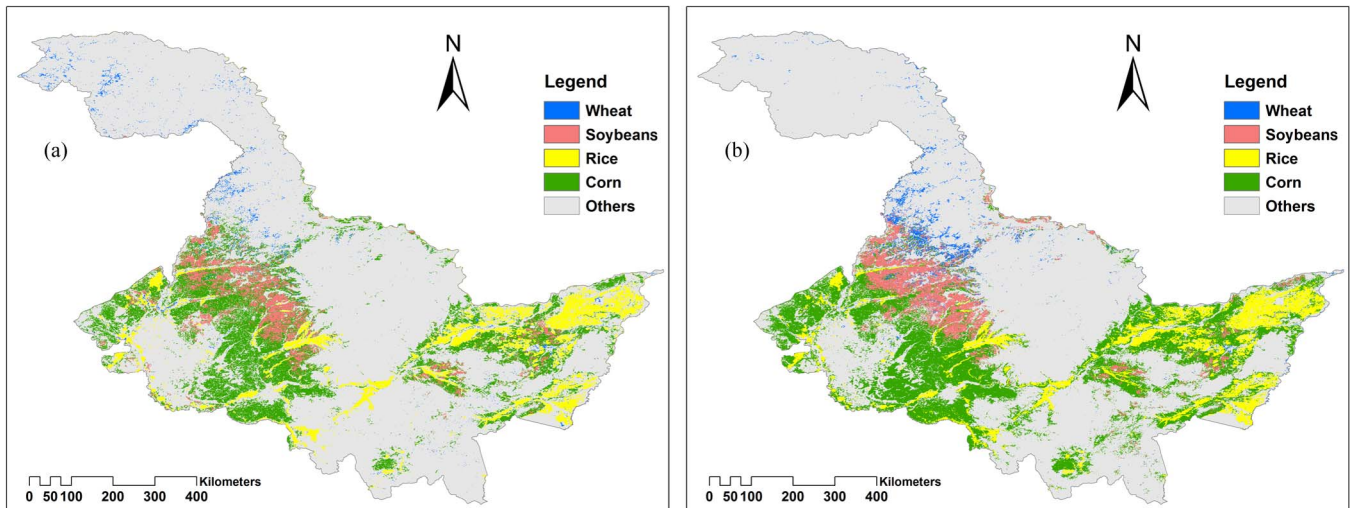 N
Legend
Wheat
Soybeans
Rice
Corn
Others
(a)
Kilometers
0 50 100 200 300 400
N
Legend
Wheat
Soybeans
Rice
Corn
Others
(b)
Kilometers
0 50 100 200 300 400